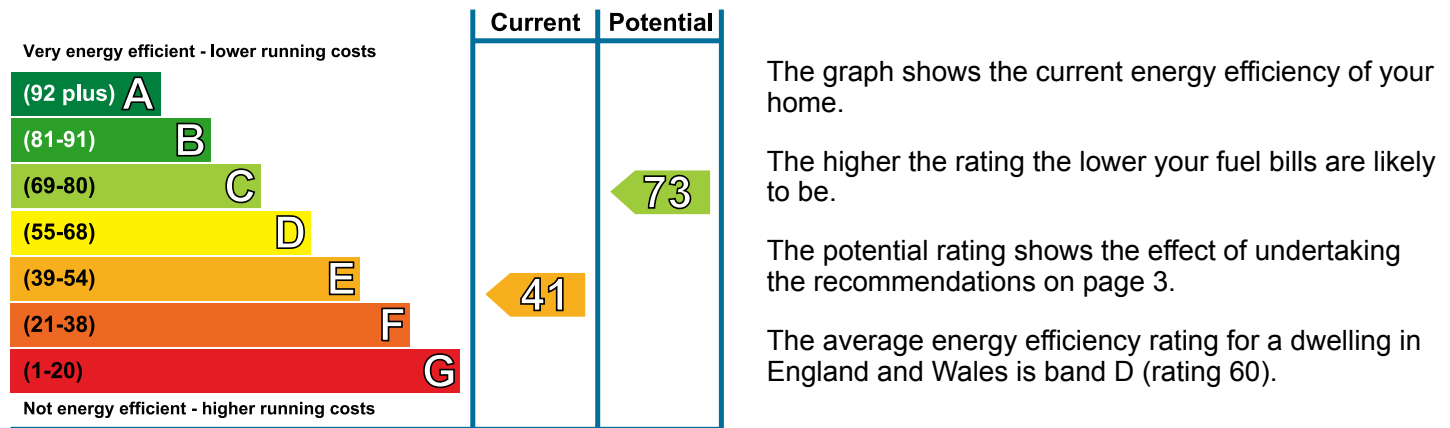 Current Potential
Very energy efficient - lower running costs
(92 plus) A
(81-91) B
(69-80) C
73
(55-68) D
(39-54) E
41
(21-38) F
(1-20) G
Not energy efficient - higher running costs
The graph shows the current energy efficiency of your
home.
The higher the rating the lower your fuel bills are likely
to be.
The potential rating shows the effect of undertaking
the recommendations on page 3.
The average energy efficiency rating for a dwelling in
England and Wales is band D (rating 60).